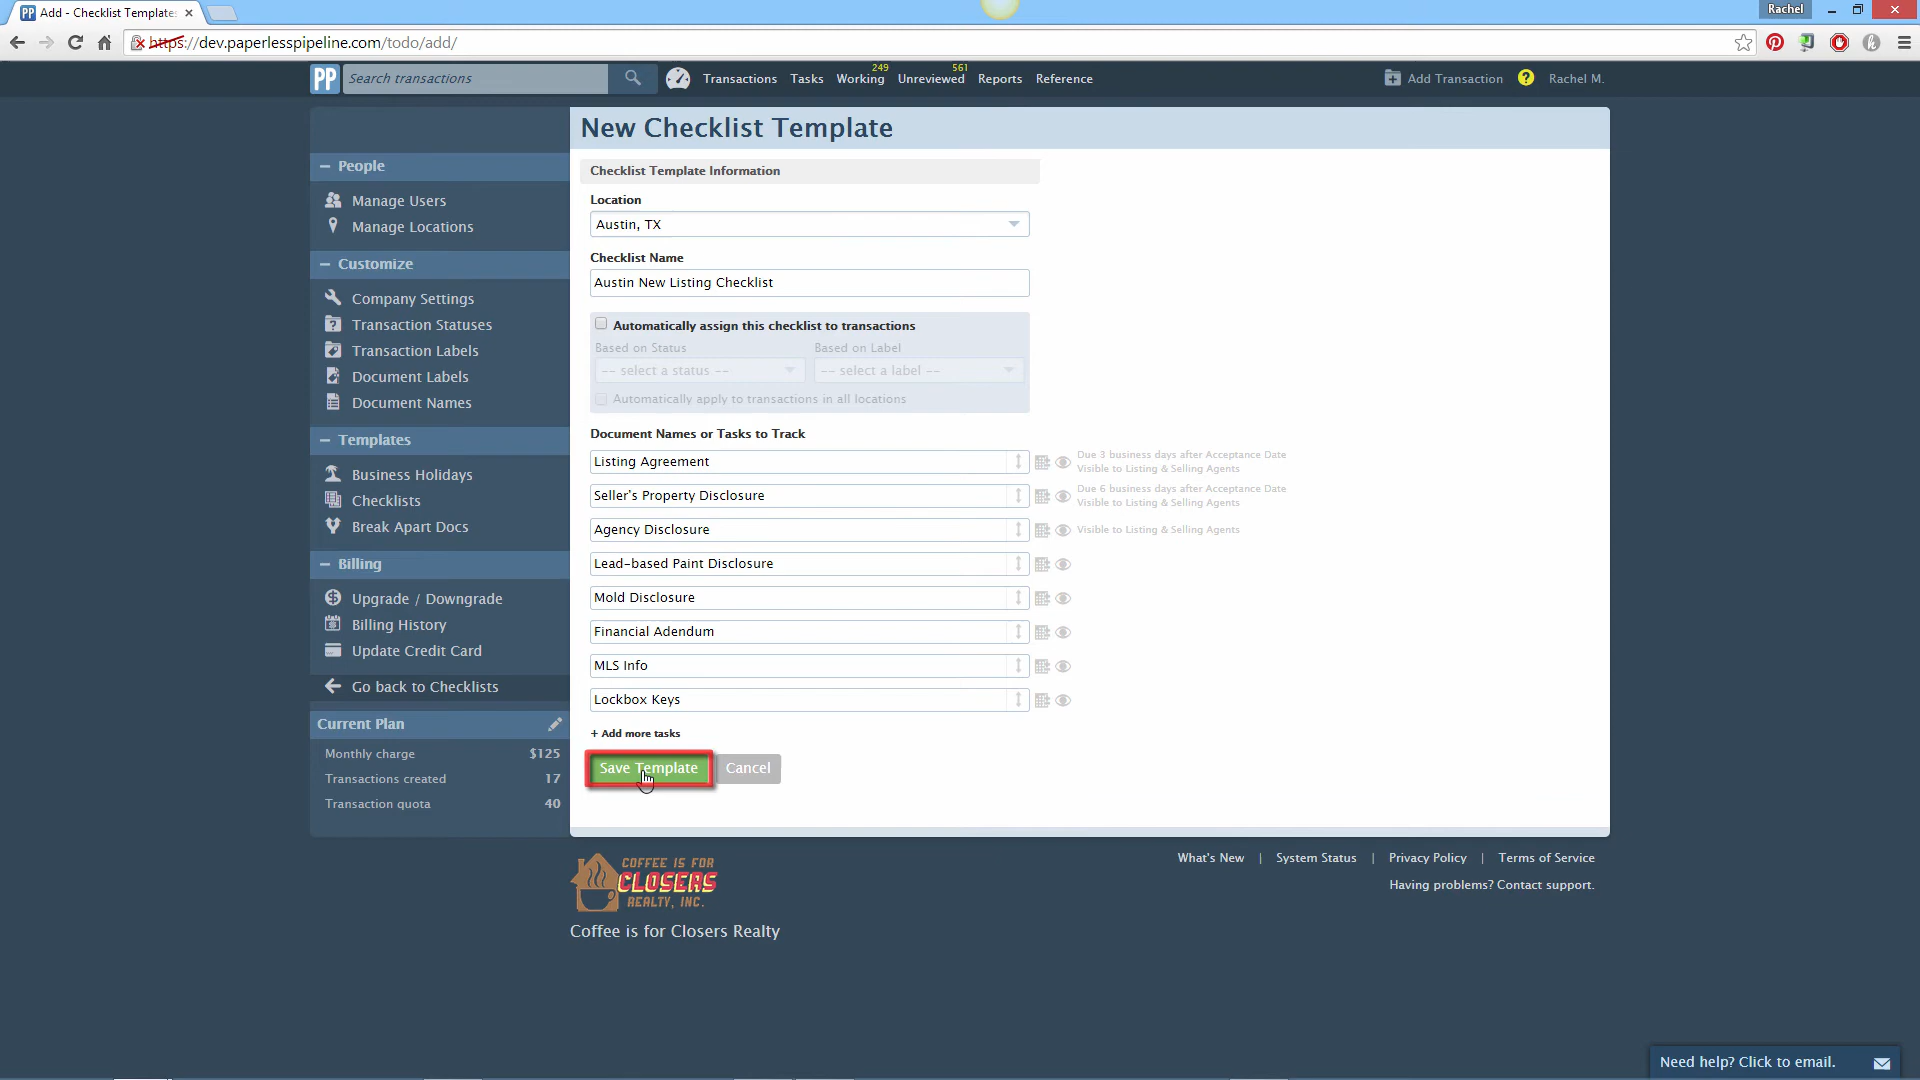 Add - Checklist Template
Rachel
https://dev.paperlesspipeline.com/todo/add/
PP
Search transactions
Transactions
Tasks
Working 249
Unreviewed 561
Reports
Reference
Add Transaction
?
Rachel M.
New Checklist Template
People
Manage Users
Manage Locations
Customize
Company Settings
Transaction Statuses
Transaction Labels
Document Labels
Document Names
Templates
Business Holidays
Checklists
Break Apart Docs
Billing
Upgrade / Downgrade
Billing History
Update Credit Card
Go back to Checklists
Current Plan
Monthly charge $125
Transactions created 17
Transaction quota 40
Checklist Template Information
Location
Austin, TX
Checklist Name
Austin New Listing Checklist
Automatically assign this checklist to transactions
Based on Status Based on Label
-- select a status -- -- select a label --
Automatically apply to transactions in all locations
Document Names or Tasks to Track
Listing Agreement
Due 3 business days after Acceptance Date
Visible to Listing & Selling Agents
Seller's Property Disclosure
Due 6 business days after Acceptance Date
Visible to Listing & Selling Agents
Agency Disclosure
Visible to Listing & Selling Agents
Lead-based Paint Disclosure
Mold Disclosure
Financial Adendum
MLS Info
Lockbox Keys
+ Add more tasks
Save Template
Cancel
COFFEE IS FOR
CLOSERS
REALTY, INC.
Coffee is for Closers Realty
What's New | System Status | Privacy Policy | Terms of Service
Having problems? Contact support.
Need help? Click to email.